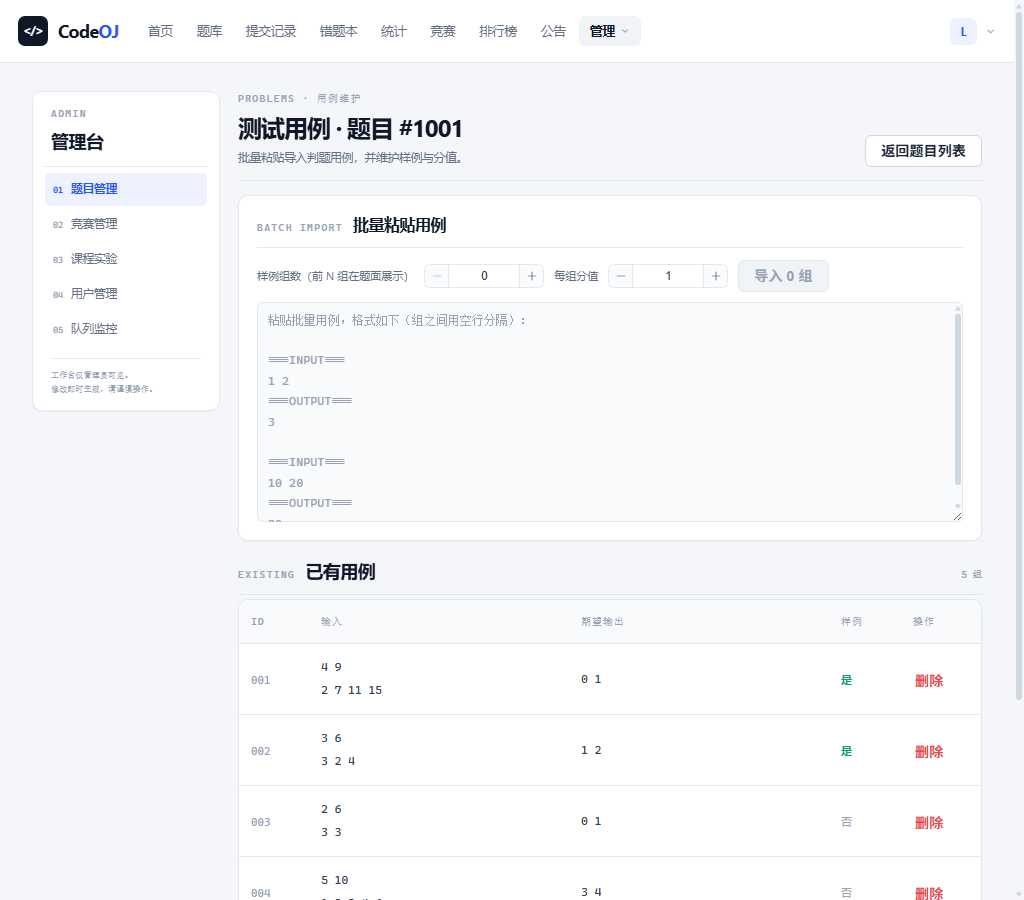 </> CodeOJ 首页 题库 提交记录 错题本 统计 竞赛 排行榜 公告 管理 L
ADMIN
管理台
01 题目管理
02 竞赛管理
03 课程实验
04 用户管理
05 队列监控
工作台仅管理员可见。
修改即时生效，请谨慎操作。
PROBLEMS · 用例维护
测试用例 · 题目 #1001
批量粘贴导入判题用例，并维护样例与分值。
返回题目列表
BATCH IMPORT 批量粘贴用例
样例组数（前 N 组在题面展示） − 0 + 每组分值 − 1 + 导入 0 组
粘贴批量用例，格式如下（组之间用空行分隔）：
===INPUT===
1 2
===OUTPUT===
3
===INPUT===
10 20
===OUTPUT===
EXISTING 已有用例 5 组
ID 输入 期望输出 样例 操作
001 4 9 0 1 是 删除
2 7 11 15
002 3 6 1 2 是 删除
3 2 4
003 2 6 0 1 否 删除
3 3
004 5 10 3 4 否 删除